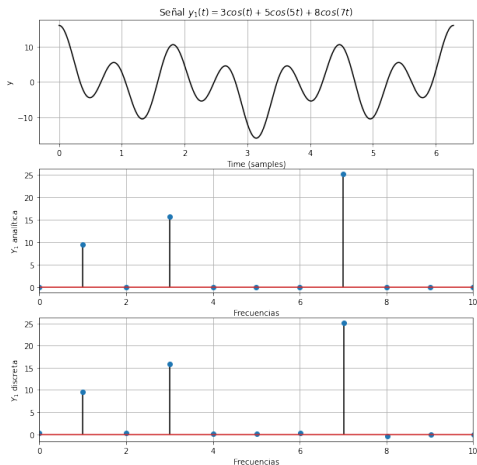 Señal y₁(t) = 3cos(t) + 5cos(5t) + 8cos(7t)
10
0
−10
y
0 1 2 3 4 5 6
Time (samples)
25
20
15
10
5
0
Y₁ analítica
0 2 4 6 8 10
Frecuencias
25
20
15
10
5
0
Y₁ discreta
0 2 4 6 8 10
Frecuencias